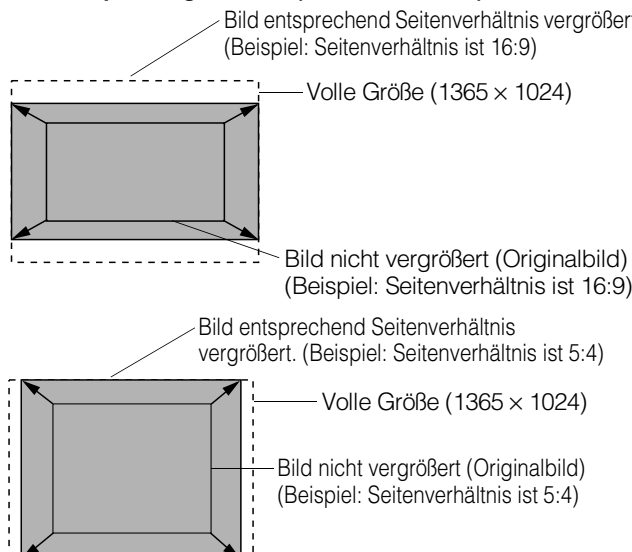 Bild entsprechend Seitenverhältnis vergrößer
(Beispiel: Seitenverhältnis ist 16:9)
Volle Größe (1365 × 1024)
Bild nicht vergrößert (Originalbild)
(Beispiel: Seitenverhältnis ist 16:9)
Bild entsprechend Seitenverhältnis
vergrößert. (Beispiel: Seitenverhältnis ist 5:4)
Volle Größe (1365 × 1024)
Bild nicht vergrößert (Originalbild)
(Beispiel: Seitenverhältnis ist 5:4)